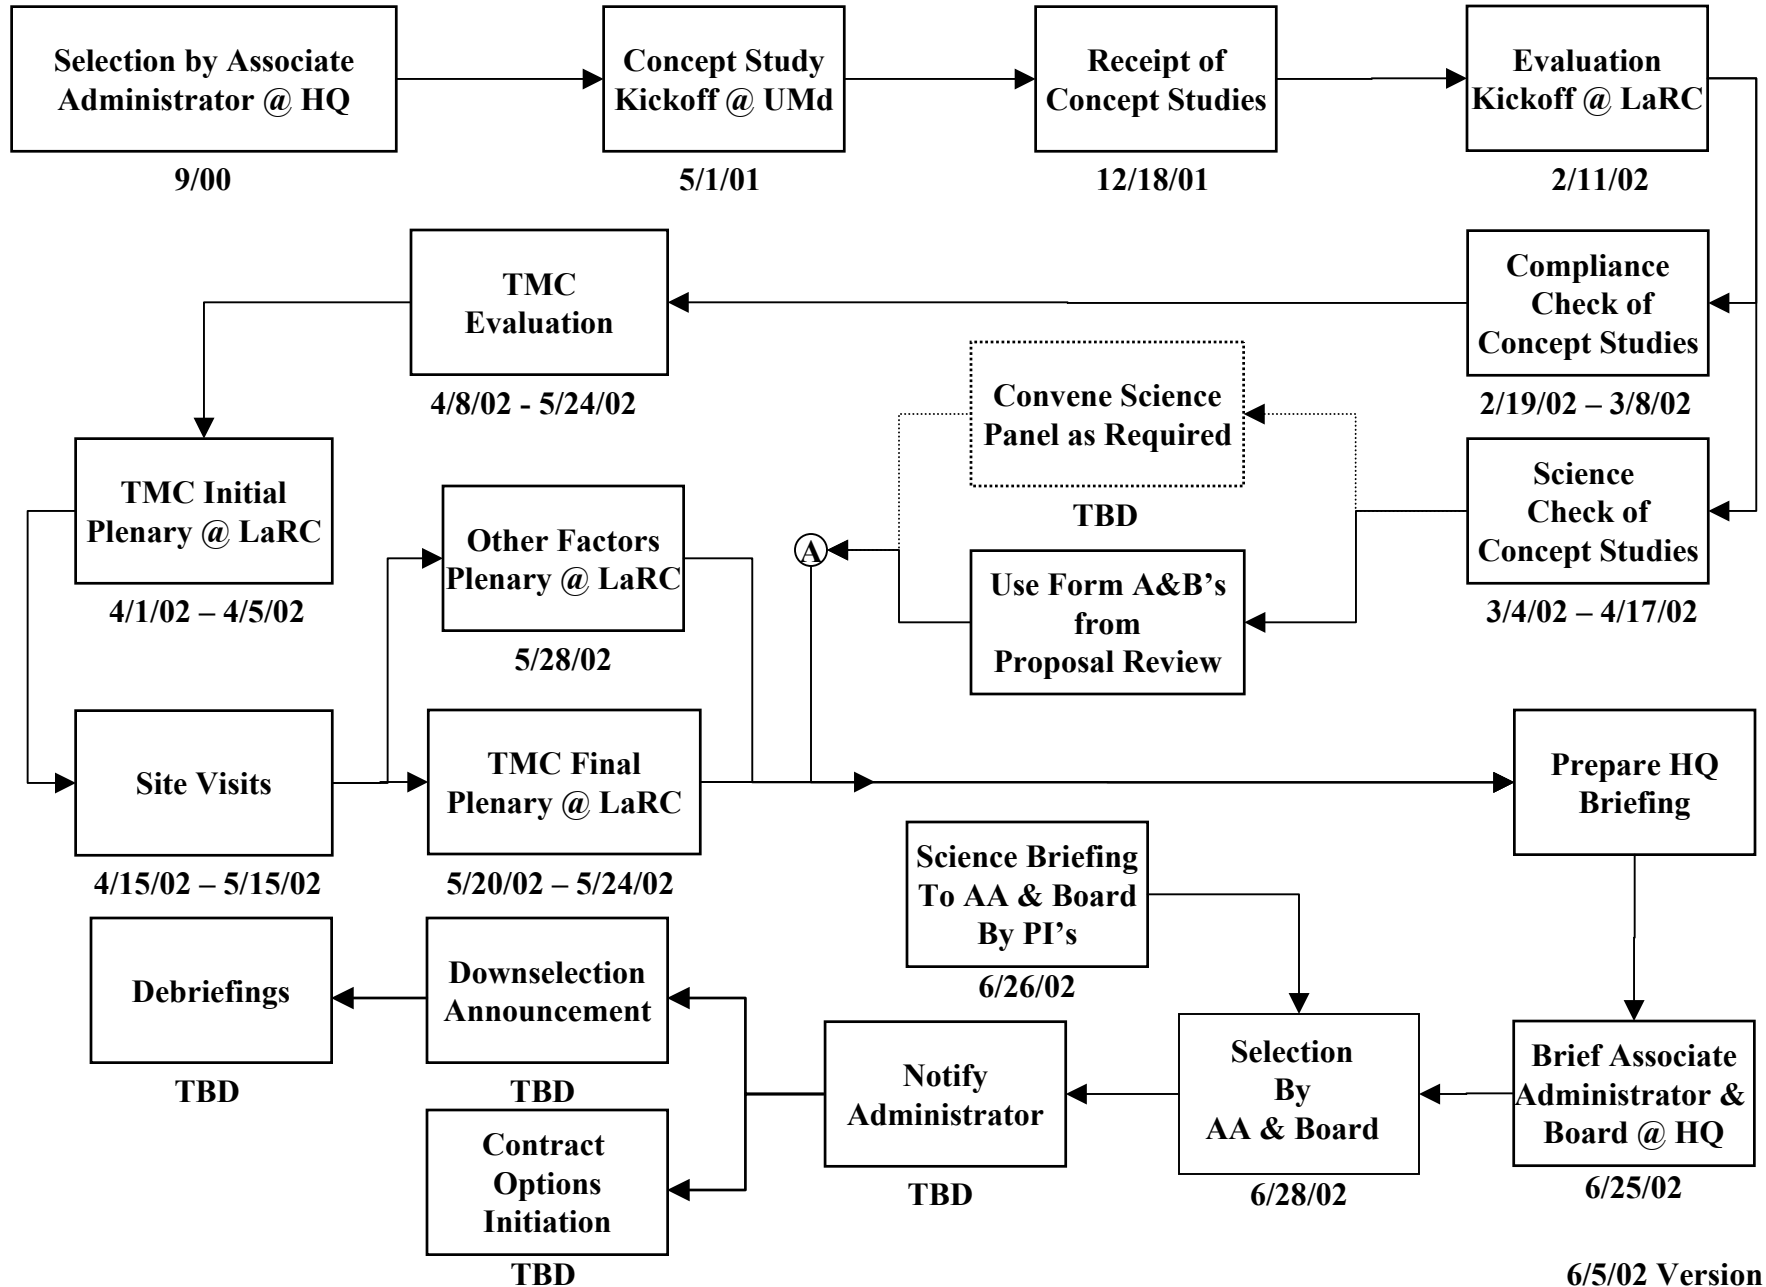 Selection by Associate
Administrator @ HQ
9/00
Concept Study
Kickoff @ UMd
5/1/01
Receipt of
Concept Studies
12/18/01
Evaluation
Kickoff @ LaRC
2/11/02
Compliance
Check of
Concept Studies
2/19/02 – 3/8/02
TMC
Evaluation
4/8/02 - 5/24/02
Convene Science
Panel as Required
TBD
Science
Check of
Concept Studies
3/4/02 – 4/17/02
TMC Initial
Plenary @ LaRC
4/1/02 – 4/5/02
Other Factors
Plenary @ LaRC
5/28/02
A
Use Form A&B’s
from
Proposal Review
Site Visits
4/15/02 – 5/15/02
TMC Final
Plenary @ LaRC
5/20/02 – 5/24/02
Prepare HQ
Briefing
Science Briefing
To AA & Board
By PI’s
6/26/02
Debriefings
TBD
Downselection
Announcement
TBD
Notify
Administrator
TBD
Selection
By
AA & Board
6/28/02
Brief Associate
Administrator &
Board @ HQ
6/25/02
Contract
Options
Initiation
TBD
6/5/02 Version